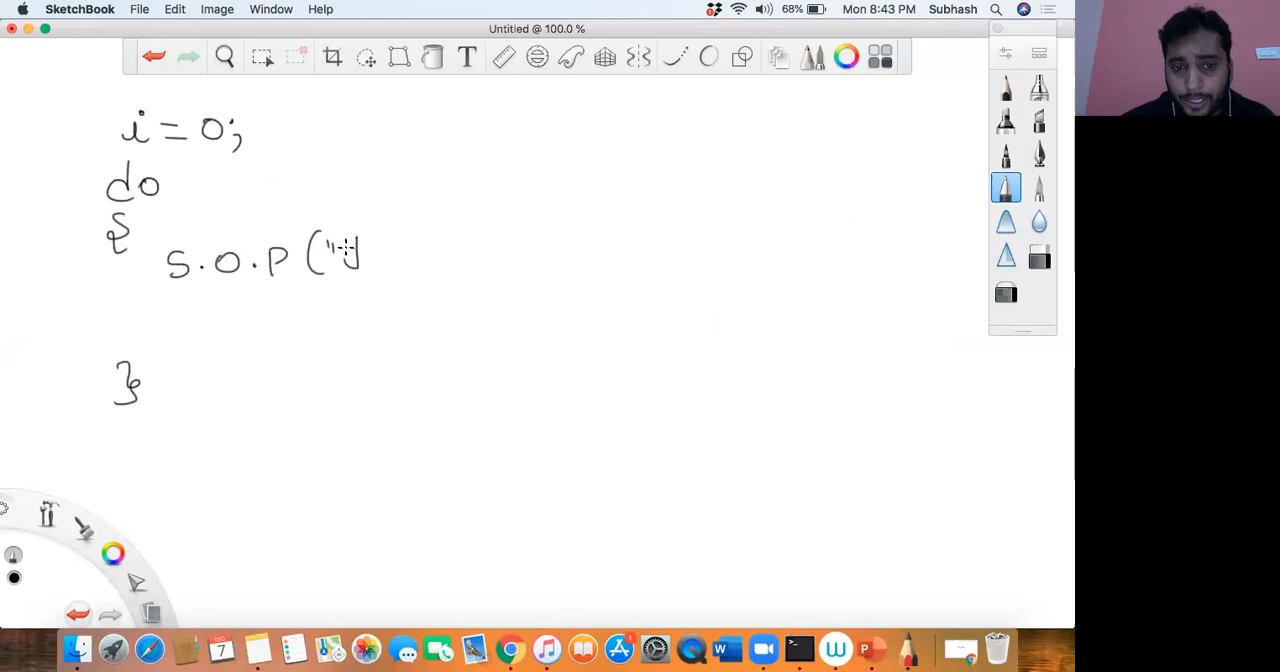 SketchBook File Edit Image Window Help 68% Mon 8:43 PM Subhash
Untitled @ 100.0 %
i = 0;
do
{
S.O.P ("
}